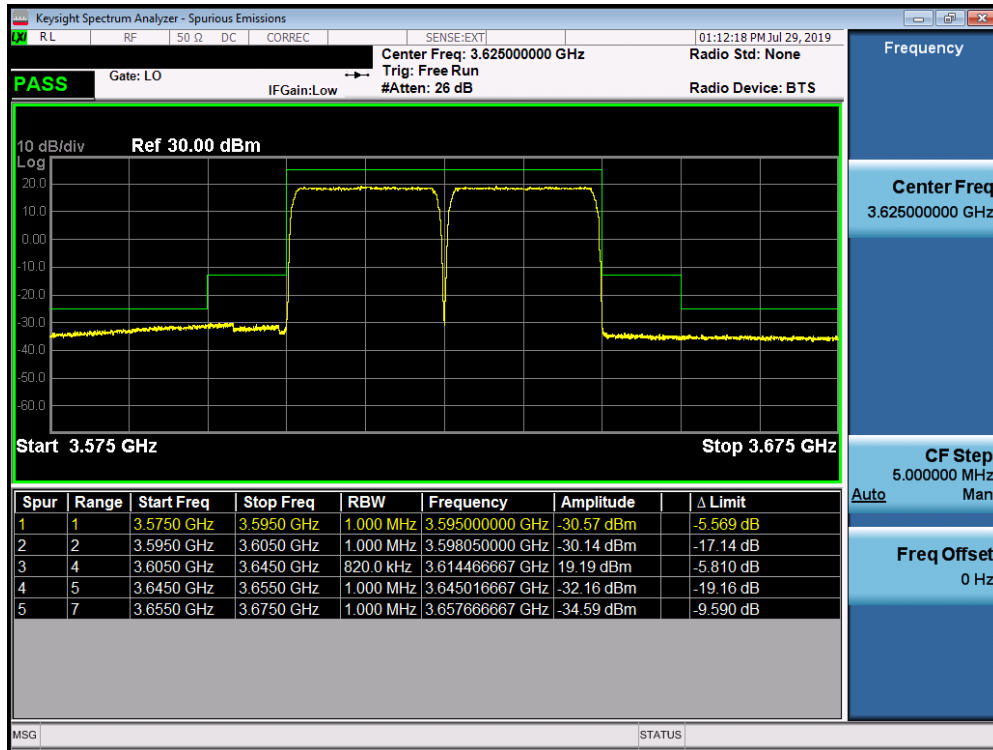 Keysight Spectrum Analyzer - Spurious Emissions
LXI RL RF 50 Ω DC CORREC SENSE:EXT 01:12:18 PM Jul 29, 2019
Center Freq: 3.625000000 GHz Radio Std: None Frequency
PASS Gate: LO Trig: Free Run
IFGain:Low #Atten: 26 dB Radio Device: BTS
10 dB/div Ref 30.00 dBm
Log
20.0
10.0
0.00
-10.0
-20.0
-30.0
-40.0
-50.0
-60.0
Start 3.575 GHz Stop 3.675 GHz
Spur Range Start Freq Stop Freq RBW Frequency Amplitude Δ Limit
1 1 3.5750 GHz 3.5950 GHz 1.000 MHz 3.595000000 GHz -30.57 dBm -5.569 dB
2 2 3.5950 GHz 3.6050 GHz 1.000 MHz 3.598050000 GHz -30.14 dBm -17.14 dB
3 4 3.6050 GHz 3.6450 GHz 820.0 kHz 3.614466667 GHz 19.19 dBm -5.810 dB
4 5 3.6450 GHz 3.6550 GHz 1.000 MHz 3.645016667 GHz -32.16 dBm -19.16 dB
5 7 3.6550 GHz 3.6750 GHz 1.000 MHz 3.657666667 GHz -34.59 dBm -9.590 dB
Center Freq
3.625000000 GHz
CF Step
5.000000 MHz
Auto Man
Freq Offset
0 Hz
MSG STATUS